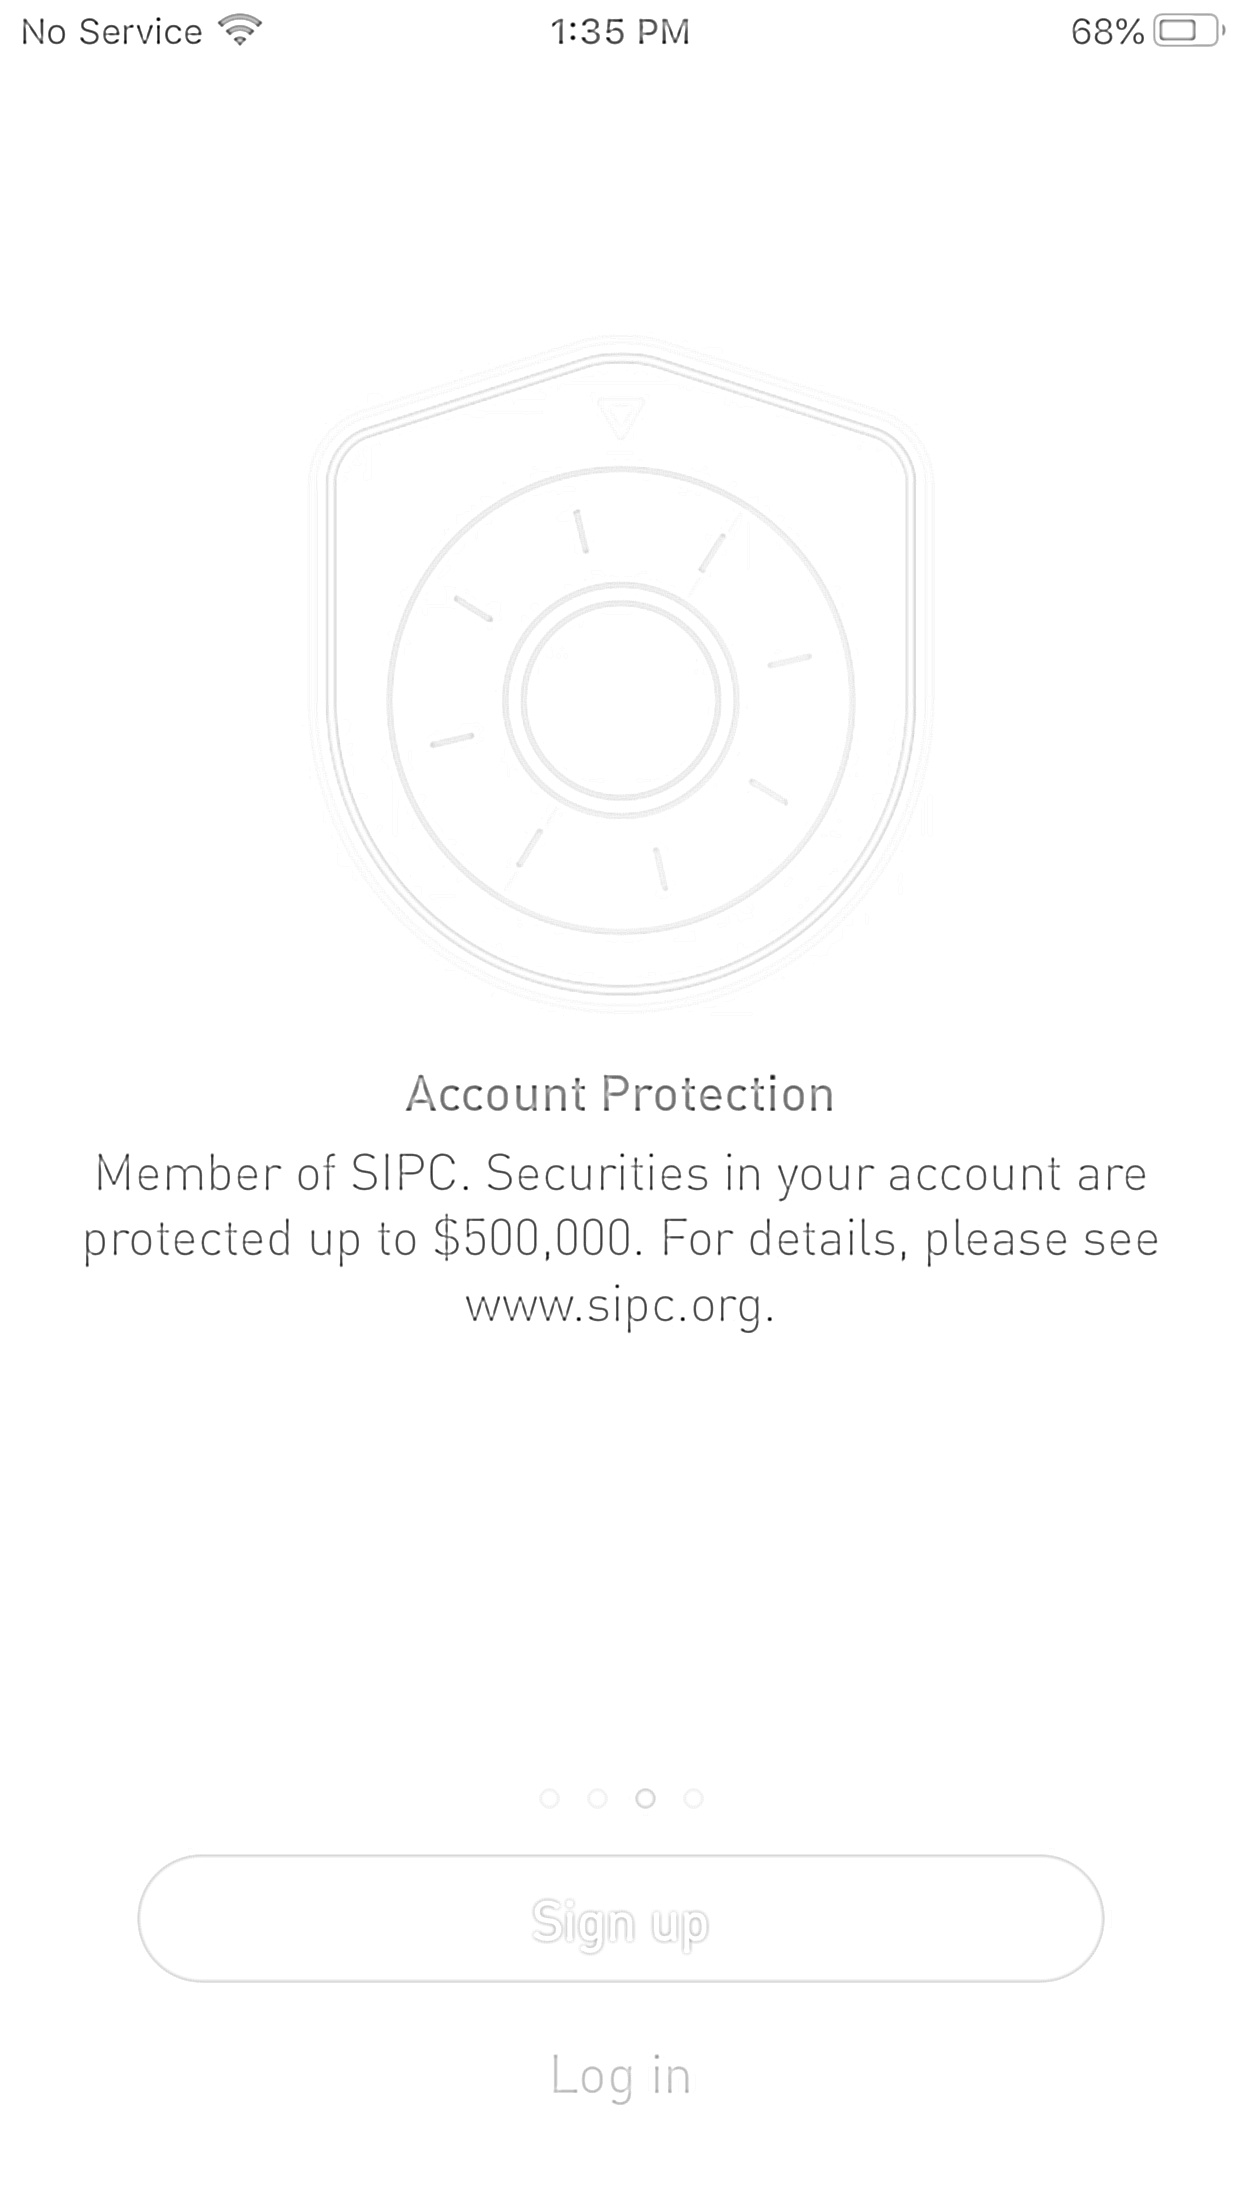 No Service 1:35 PM 68%
Account Protection
Member of SIPC. Securities in your account are
protected up to $500,000. For details, please see
www.sipc.org.
Sign up
Log in